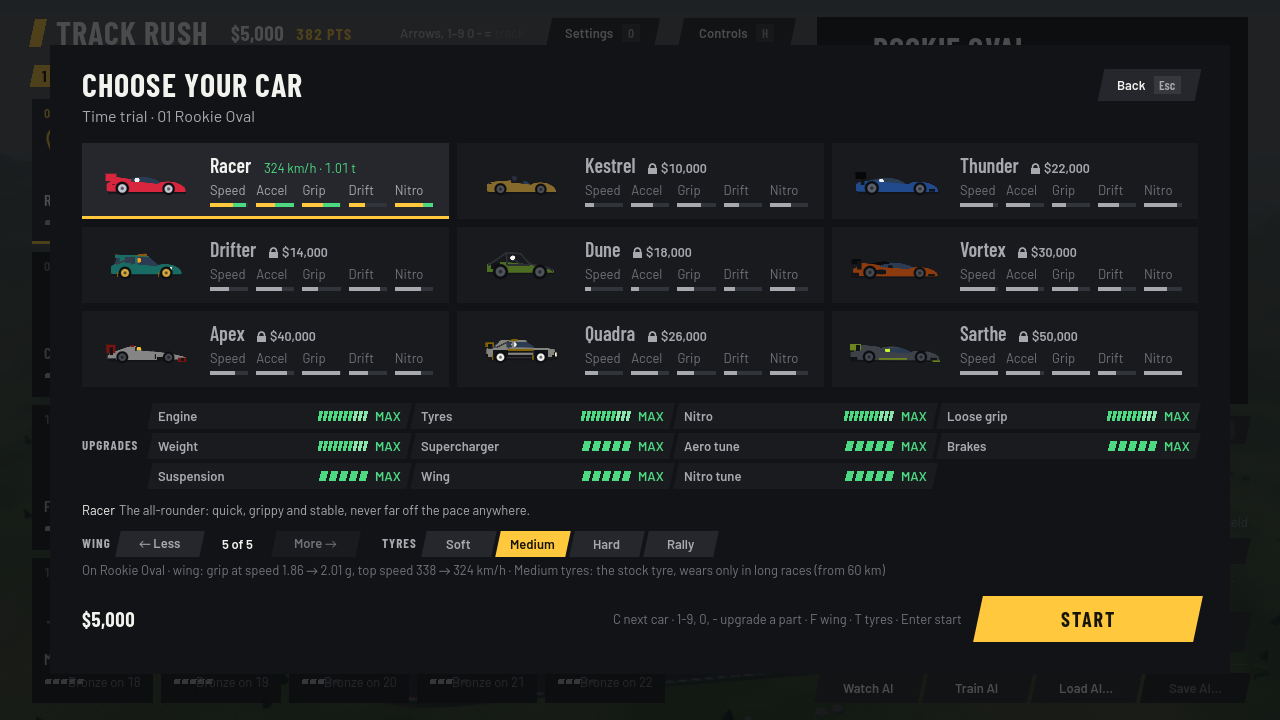 TRACK RUSH $5,000 382 PTS Arrows, 1–9 0 - = Settings O Controls H
CHOOSE YOUR CAR
Back Esc
Time trial · 01 Rookie Oval
Racer 324 km/h · 1.01 t
Speed Accel Grip Drift Nitro
Kestrel $10,000
Speed Accel Grip Drift Nitro
Thunder $22,000
Speed Accel Grip Drift Nitro
Drifter $14,000
Speed Accel Grip Drift Nitro
Dune $18,000
Speed Accel Grip Drift Nitro
Vortex $30,000
Speed Accel Grip Drift Nitro
Apex $40,000
Speed Accel Grip Drift Nitro
Quadra $26,000
Speed Accel Grip Drift Nitro
Sarthe $50,000
Speed Accel Grip Drift Nitro
UPGRADES
Engine MAX Tyres MAX Nitro MAX Loose grip MAX
Weight MAX Supercharger MAX Aero tune MAX Brakes MAX
Suspension MAX Wing MAX Nitro tune MAX
Racer The all-rounder: quick, grippy and stable, never far off the pace anywhere.
WING ← Less 5 of 5 More → TYRES Soft Medium Hard Rally
On Rookie Oval · wing: grip at speed 1.86 → 2.01 g, top speed 338 → 324 km/h · Medium tyres: the stock tyre, wears only in long races (from 60 km)
$5,000 C next car · 1-9, 0, - upgrade a part · F wing · T tyres · Enter start START
Bronze on 18 Bronze on 19 Bronze on 20 Bronze on 21 Bronze on 22 Watch AI Train AI Load AI... Save AI...